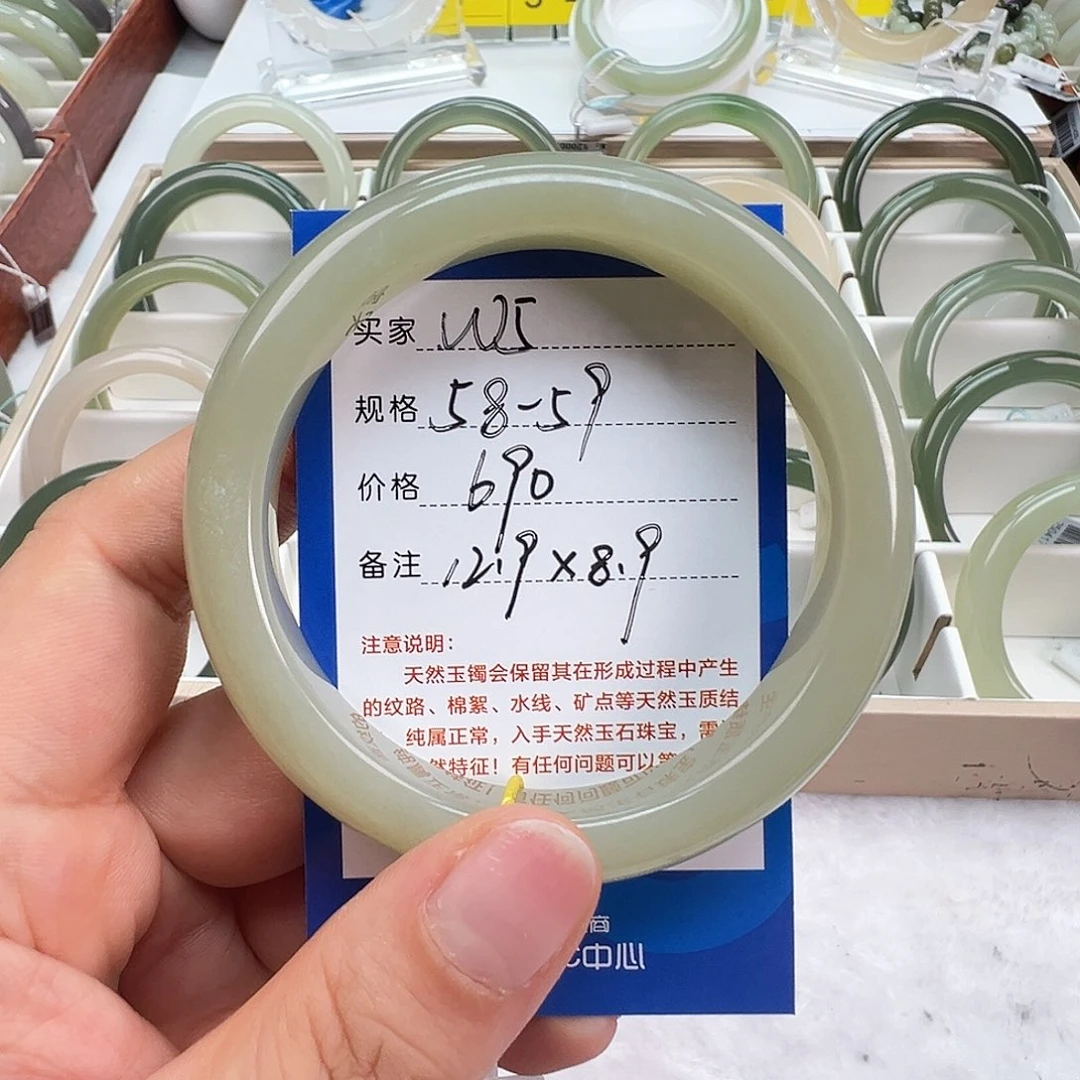 买家 W5
规格 58-59
价格 690
备注 12.9×8.9
注意说明：
天然玉镯会保留其在形成过程中产生
的纹路、棉絮、水线、矿点等天然玉质结
纯属正常，入手天然玉石珠宝，需
然特征！有任何问题可以
商
中心